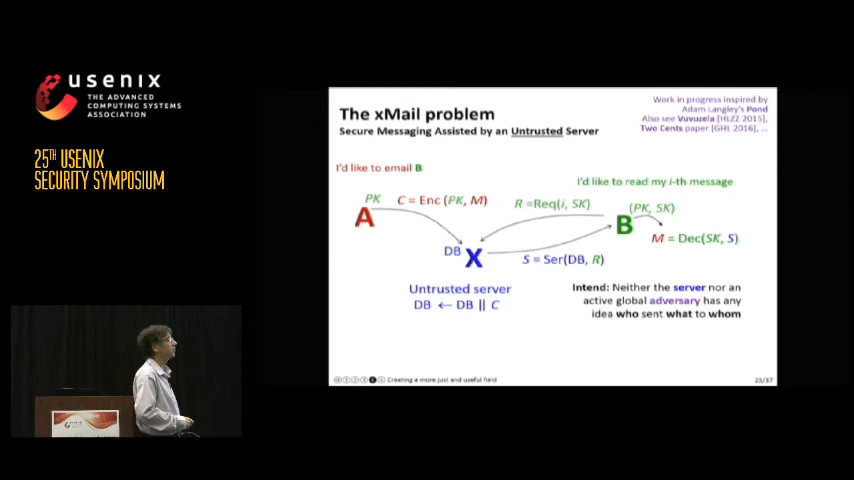 usenix
THE ADVANCED
COMPUTING SYSTEMS
ASSOCIATION
25TH USENIX
SECURITY SYMPOSIUM
The xMail problem
Secure Messaging Assisted by an Untrusted Server
Work in progress inspired by
Adam Langley's Pond
Also see Vuvuzela [HLZZ 2015],
Two Cents paper [GHL 2016], ...
I'd like to email B
I'd like to read my i-th message
PK C = Enc (PK, M)
R =Req(i, SK)
(PK, SK)
A
B
M = Dec(SK, S)
DB X
S = Ser(DB, R)
Untrusted server
DB ← DB || C
Intend: Neither the server nor an
active global adversary has any
idea who sent what to whom
Creating a more just and useful field
23/37